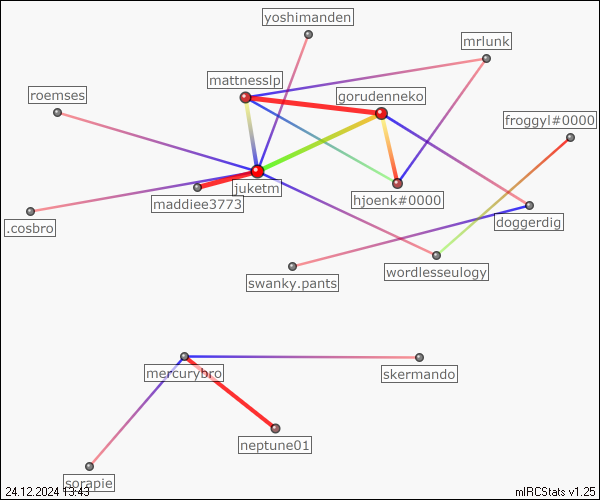 yoshimanden
mrlunk
mattnesslp
gorudenneko
roemses
froggyl#0000
juketm
maddiee3773
hjoenk#0000
.cosbro
doggerdig
wordlesseulogy
swanky.pants
mercurybro
skermando
neptune01
sorapie
24.12.2024 13:43
mIRCStats v1.25